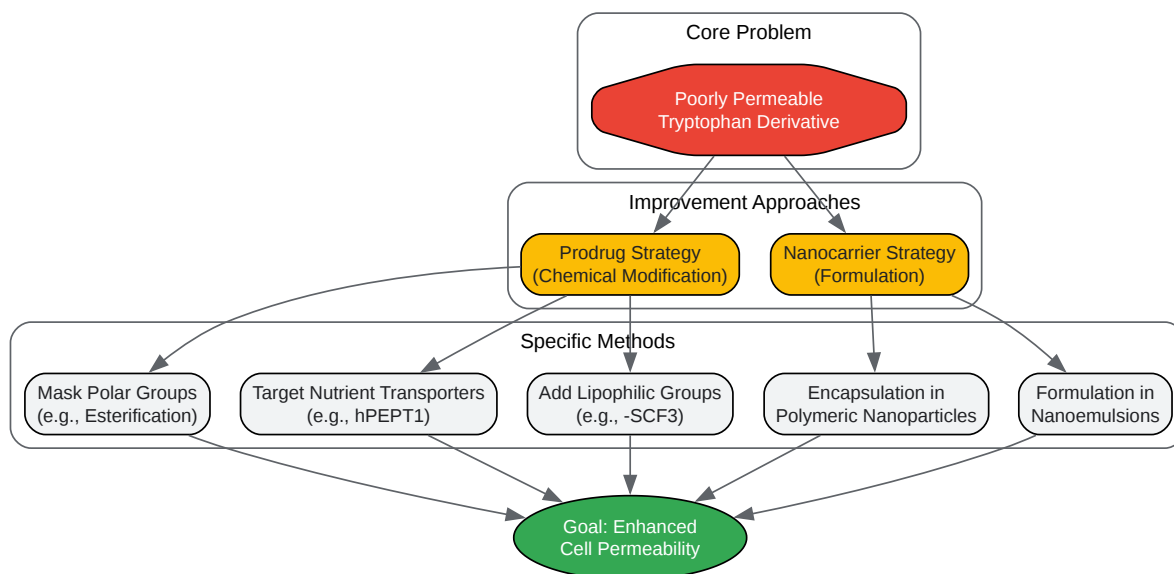 Core Problem
Poorly Permeable
Tryptophan Derivative
Improvement Approaches
Prodrug Strategy
(Chemical Modification)
Nanocarrier Strategy
(Formulation)
Specific Methods
Mask Polar Groups
(e.g., Esterification)
Target Nutrient Transporters
(e.g., hPEPT1)
Add Lipophilic Groups
(e.g., -SCF3)
Encapsulation in
Polymeric Nanoparticles
Formulation in
Nanoemulsions
Goal: Enhanced
Cell Permeability